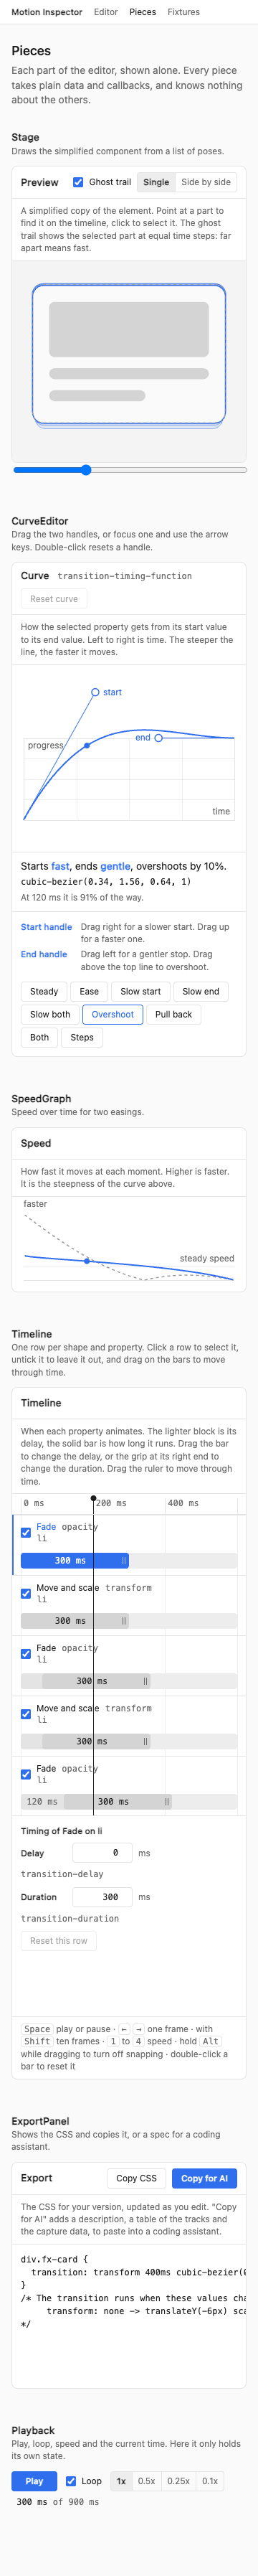 Motion Inspector Editor Pieces Fixtures
Pieces
Each part of the editor, shown alone. Every piece
takes plain data and callbacks, and knows nothing
about the others.
Stage
Draws the simplified component from a list of poses.
Preview Ghost trail Single Side by side
A simplified copy of the element. Point at a part to
find it on the timeline, click to select it. The ghost
trail shows the selected part at equal time steps: far
apart means fast.
CurveEditor
Drag the two handles, or focus one and use the arrow
keys. Double-click resets a handle.
Curve transition-timing-function
Reset curve
How the selected property gets from its start value
to its end value. Left to right is time. The steeper the
line, the faster it moves.
start
end
progress
time
Starts fast, ends gentle, overshoots by 10%.
cubic-bezier(0.34, 1.56, 0.64, 1)
At 120 ms it is 91% of the way.
Start handle Drag right for a slower start. Drag up
for a faster one.
End handle Drag left for a gentler stop. Drag
above the top line to overshoot.
Steady Ease Slow start Slow end
Slow both Overshoot Pull back
Both Steps
SpeedGraph
Speed over time for two easings.
Speed
How fast it moves at each moment. Higher is faster.
It is the steepness of the curve above.
faster
steady speed
Timeline
One row per shape and property. Click a row to select it,
untick it to leave it out, and drag on the bars to move
through time.
Timeline
When each property animates. The lighter block is its
delay, the solid bar is how long it runs. Drag the bar
to change the delay, or the grip at its right end to
change the duration. Drag the ruler to move through
time.
0 ms 200 ms 400 ms
Fade opacity
li
300 ms
Move and scale transform
li
300 ms
Fade opacity
li
300 ms
Move and scale transform
li
300 ms
Fade opacity
li
120 ms 300 ms
Timing of Fade on li
Delay 0 ms
transition-delay
Duration 300 ms
transition-duration
Reset this row
Space play or pause · ← → one frame · with
Shift ten frames · 1 to 4 speed · hold Alt
while dragging to turn off snapping · double-click a
bar to reset it
ExportPanel
Shows the CSS and copies it, or a spec for a coding
assistant.
Export Copy CSS Copy for AI
The CSS for your version, updated as you edit. "Copy
for AI" adds a description, a table of the tracks and
the capture data, to paste into a coding assistant.
div.fx-card {
transition: transform 400ms cubic-bezier(0
}
/* The transition runs when these values cha
transform: none -> translateY(-6px) sca
*/
Playback
Play, loop, speed and the current time. Here it only holds
its own state.
Play Loop 1x 0.5x 0.25x 0.1x
300 ms of 900 ms